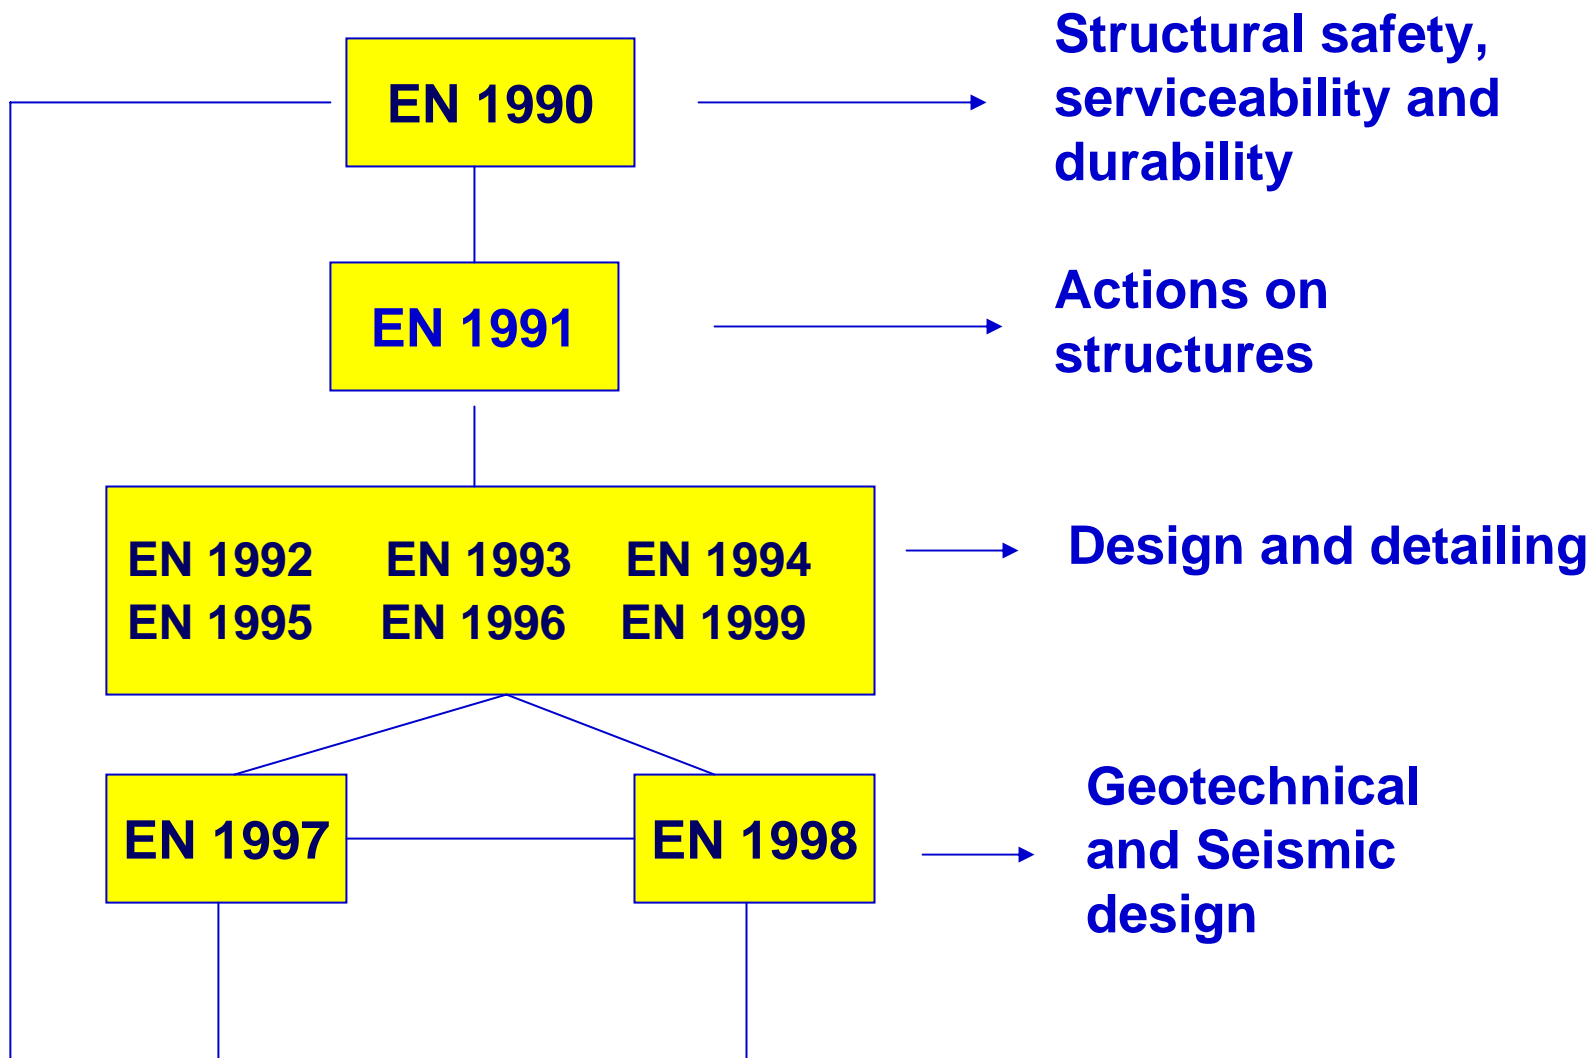 EN 1990
Structural safety,
serviceability and
durability
EN 1991
Actions on
structures
EN 1992 EN 1993 EN 1994
EN 1995 EN 1996 EN 1999
Design and detailing
EN 1997
EN 1998
Geotechnical
and Seismic
design